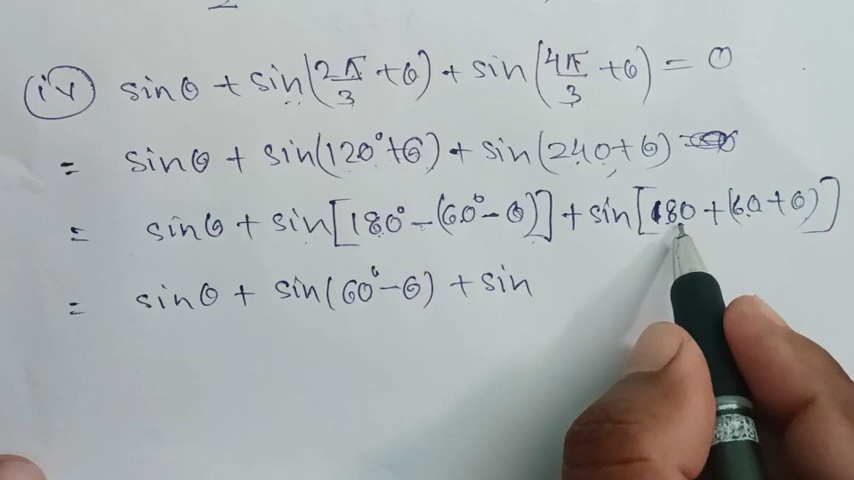 (iv) sinθ + sin(2π/3 + θ) + sin(4π/3 + θ) = 0
= sinθ + sin(120° + θ) + sin(240 + θ)
= sinθ + sin[180° - (60° - θ)] + sin[180 + (60 + θ)]
= sinθ + sin(60° - θ) + sin